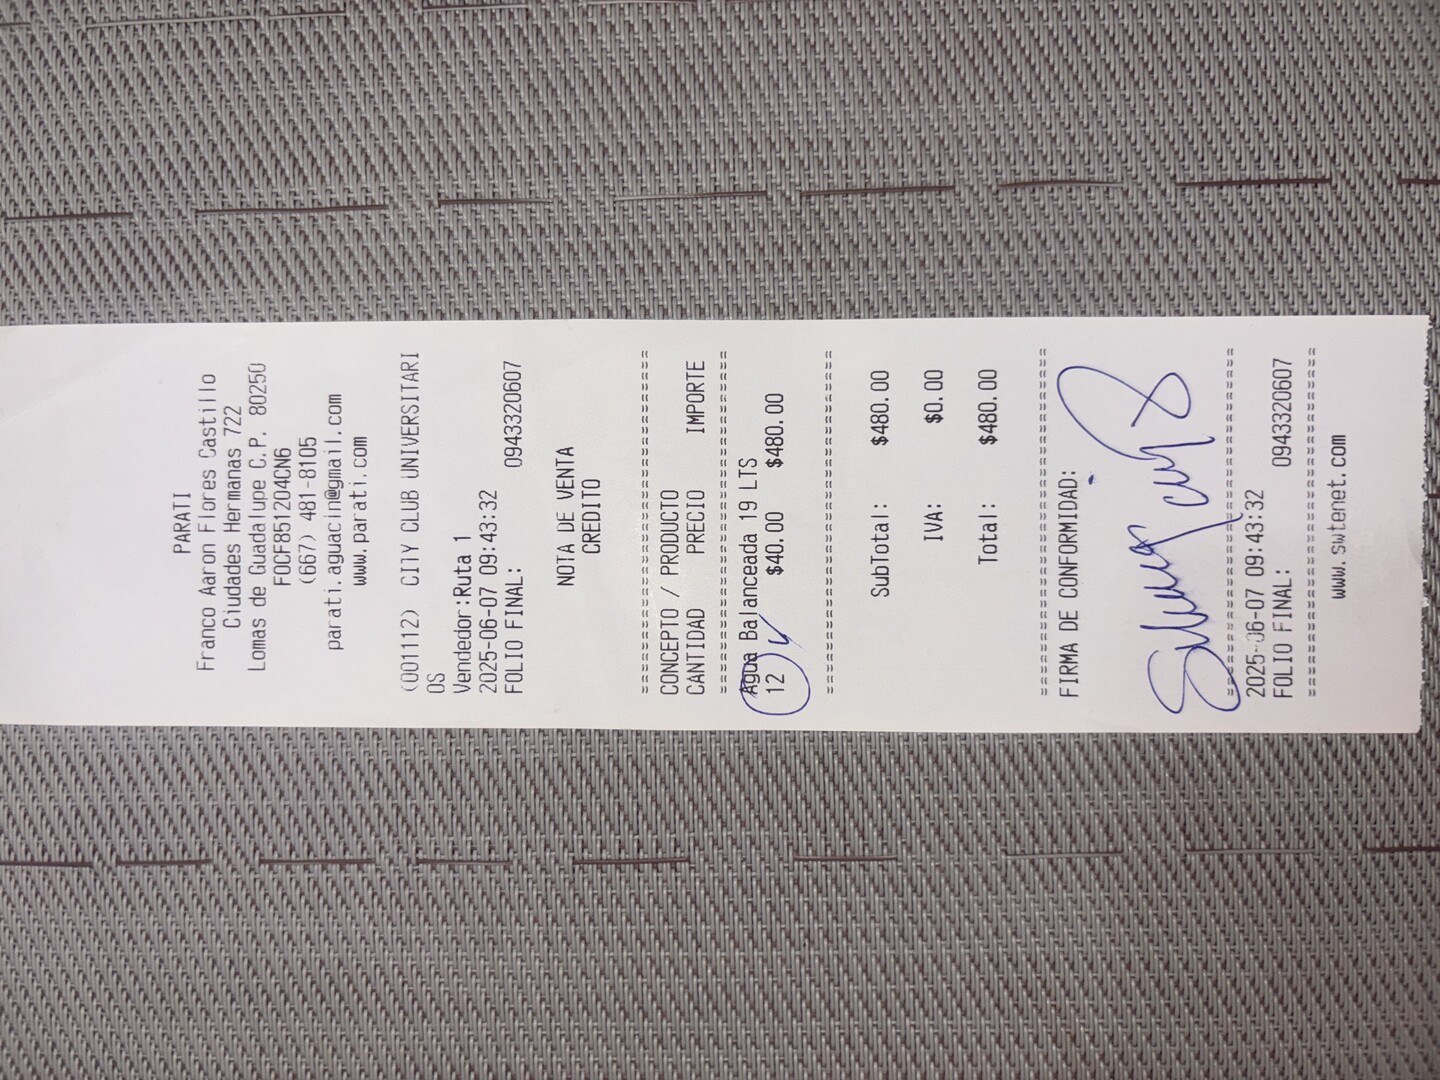 PARATI
Franco Aaron Flores Castillo
Ciudades Hermanas 722
Lomas de Guadalupe C.P. 80250
FOCF851204CN6
(667) 481-8105
parati.aguacin@gmail.com
www.parati.com
(001112) CITY CLUB UNIVERSITARI
OS
Vendedor:Ruta 1
2025-06-07 09:43:32
FOLIO FINAL: 0943320607
NOTA DE VENTA
CREDITO
===================================
CONCEPTO / PRODUCTO
CANTIDAD PRECIO IMPORTE
===================================
Agua Balanceada 19 LTS
12 $40.00 $480.00
===================================
SubTotal: $480.00
IVA: $0.00
Total: $480.00
===================================
FIRMA DE CONFORMIDAD:
===================================
2025-06-07 09:43:32
FOLIO FINAL: 0943320607
===================================
www.swtenet.com